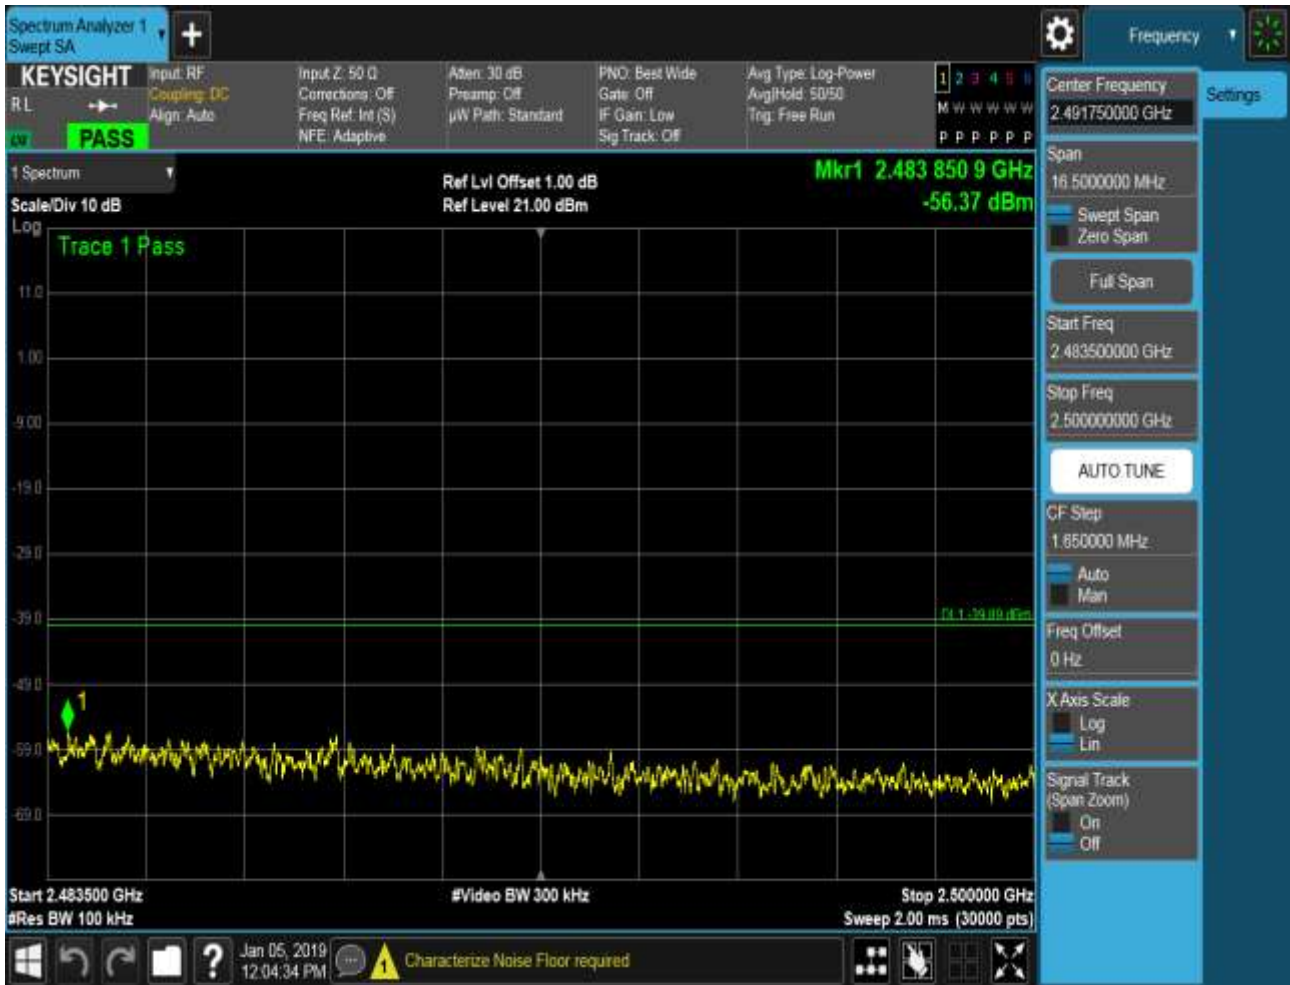 Spectrum Analyzer 1
Swept SA
Frequency
KEYSIGHT
R L
PASS
Input: RF
Coupling: DC
Align: Auto
Input Z: 50 Ω
Corrections: Off
Freq Ref: Int (S)
NFE: Adaptive
Atten: 30 dB
Preamp: Off
µW Path: Standard
PNO: Best Wide
Gate: Off
IF Gain: Low
Sig Track: Off
Avg Type: Log-Power
Avg|Hold: 50/50
Trig: Free Run
1 2 3 4 5 6
M W W W W W
P P P P P P
1 Spectrum
Scale/Div 10 dB
Ref Lvl Offset 1.00 dB
Ref Level 21.00 dBm
Mkr1 2.483 850 9 GHz
-56.37 dBm
Log
Trace 1 Pass
11.0
1.00
-9.00
-19.0
-29.0
-39.0
DL1 -39.89 dBm
-49.0
1
-59.0
-69.0
Start 2.483500 GHz
#Video BW 300 kHz
Stop 2.500000 GHz
#Res BW 100 kHz
Sweep 2.00 ms (30000 pts)
Center Frequency
2.491750000 GHz
Settings
Span
16.5000000 MHz
Swept Span
Zero Span
Full Span
Start Freq
2.483500000 GHz
Stop Freq
2.500000000 GHz
AUTO TUNE
CF Step
1.650000 MHz
Auto
Man
Freq Offset
0 Hz
X Axis Scale
Log
Lin
Signal Track
(Span Zoom)
On
Off
?
Jan 05, 2019
12:04:34 PM
1
Characterize Noise Floor required